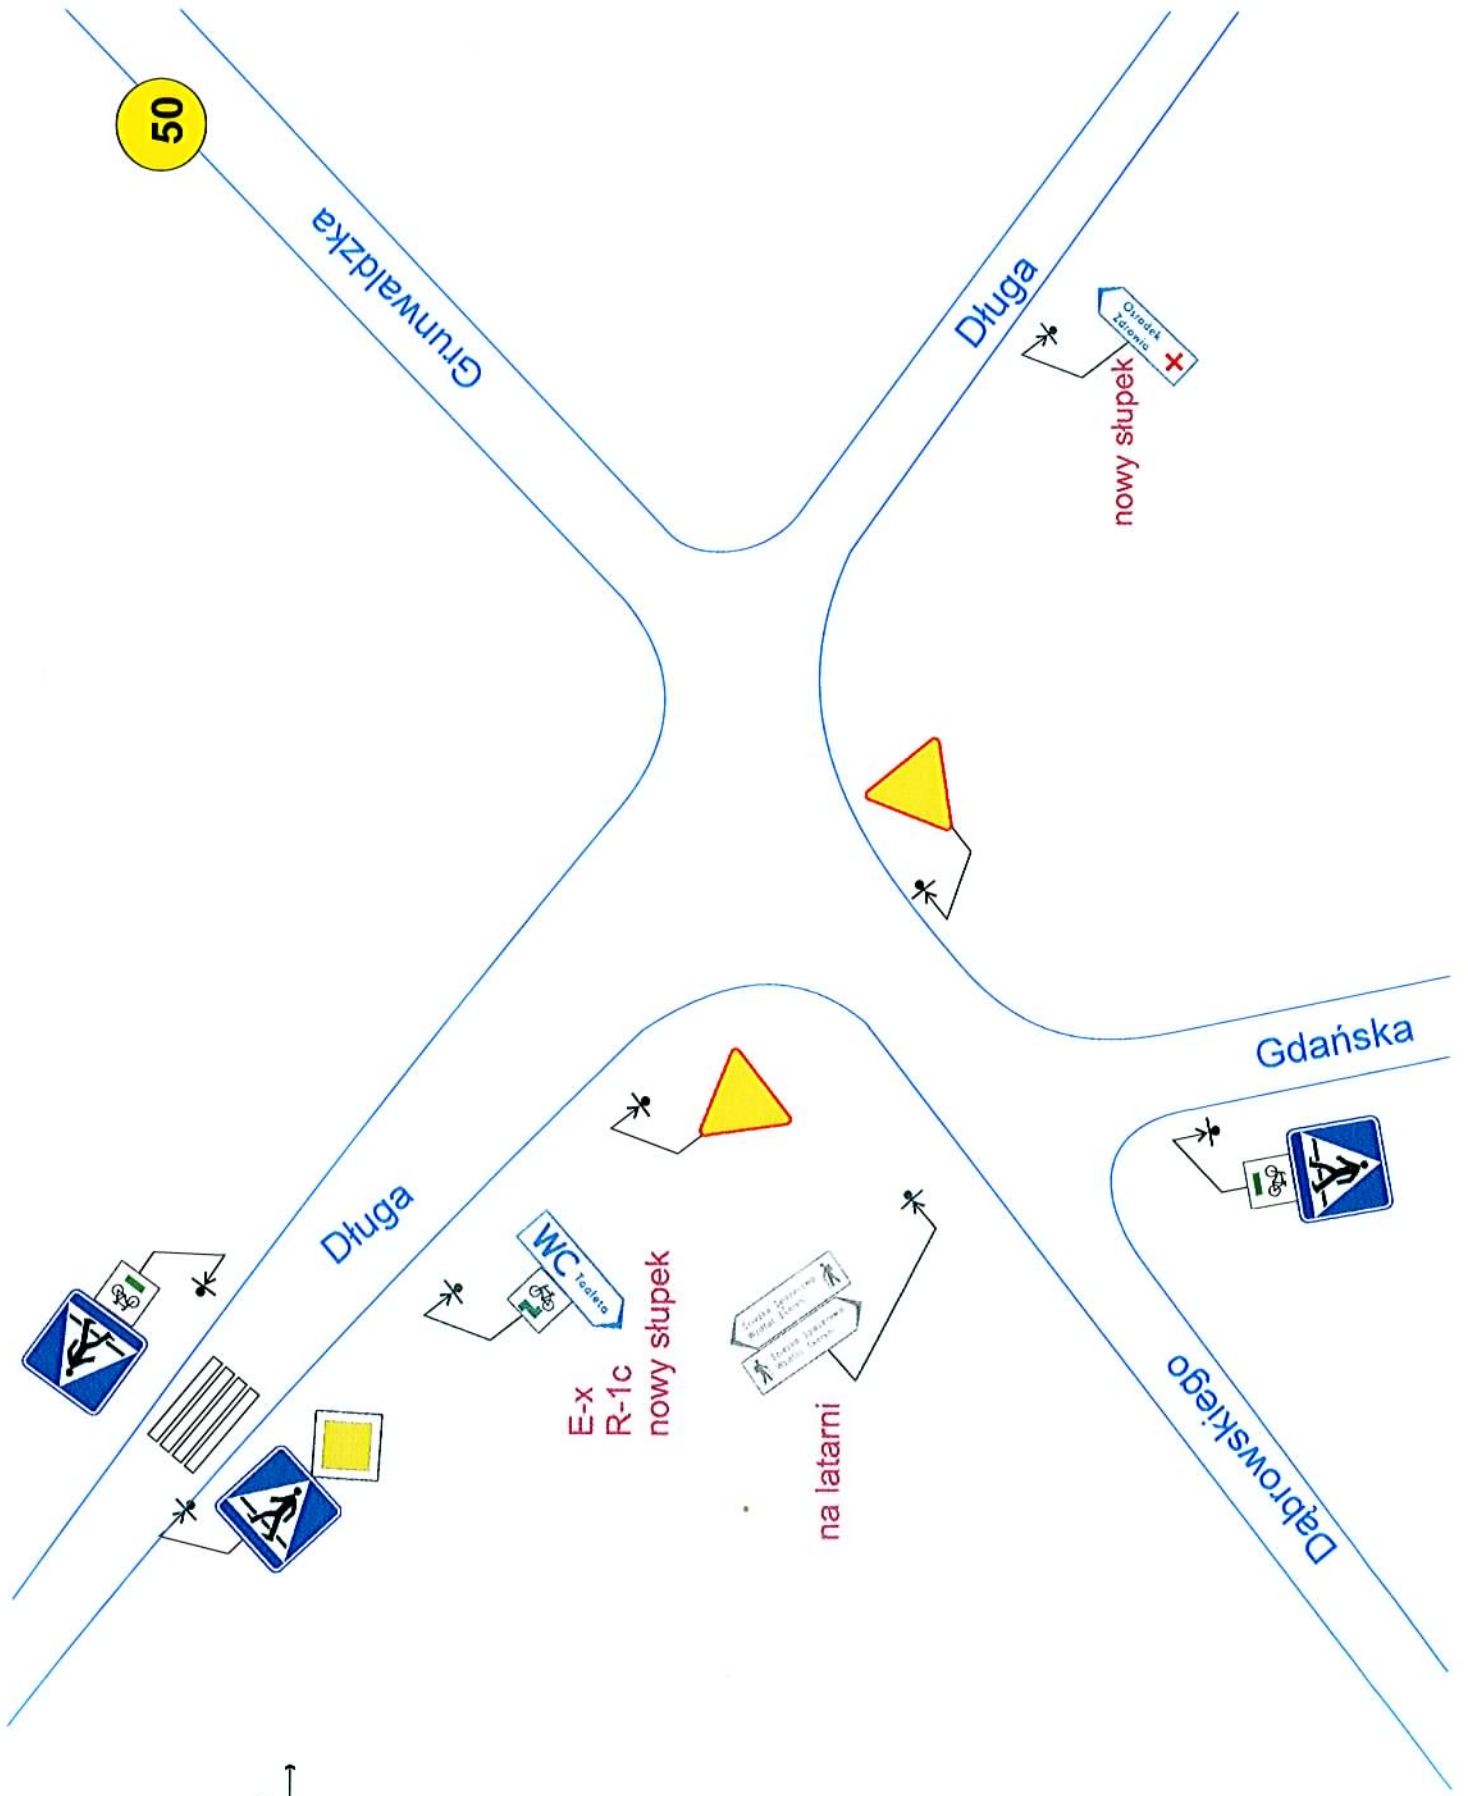 50
Grunwaldzka
Długa
Ośrodek
Zdrowia
nowy słupek
Gdańska
Długa
WC
Toaleta
E-x
R-1c
nowy słupek
na latarni
Dąbrowskiego